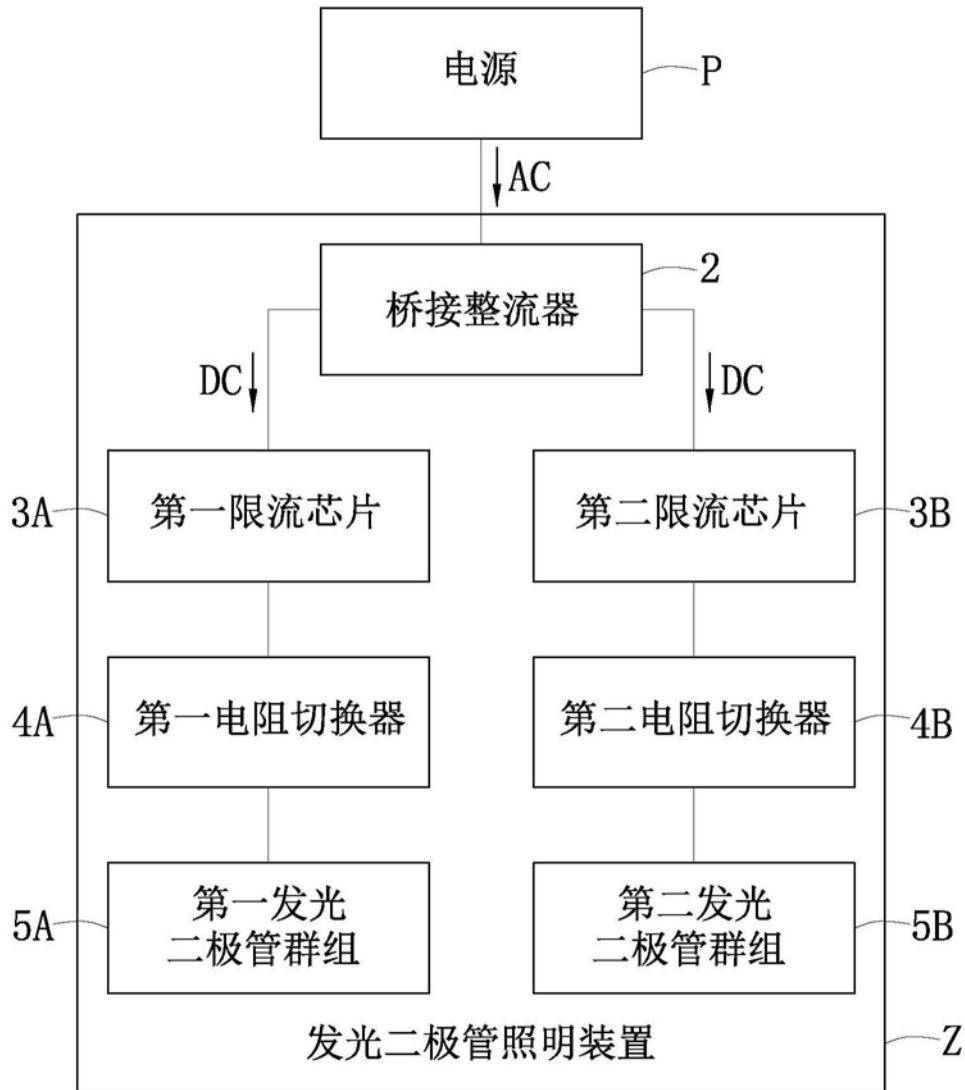 电源
P
AC
2
桥接整流器
DC
DC
3A
第一限流芯片
第二限流芯片
3B
4A
第一电阻切换器
第二电阻切换器
4B
5A
第一发光
二极管群组
第二发光
二极管群组
5B
发光二极管照明装置
Z